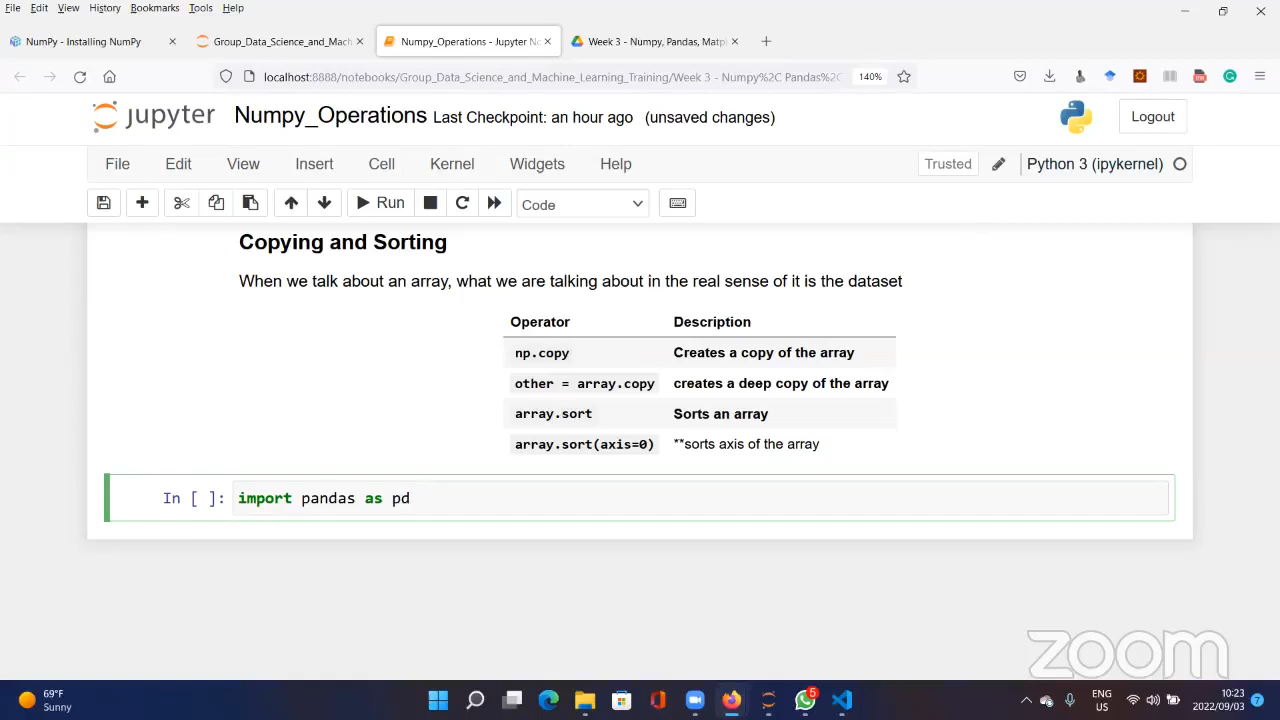 File Edit View History Bookmarks Tools Help
NumPy - Installing NumPy
Group_Data_Science_and_Mach
Numpy_Operations - Jupyter No
Week 3 - Numpy, Pandas, Matpl
localhost:8888/notebooks/Group_Data_Science_and_Machine_Learning_Training/Week 3 - Numpy%2C Pandas%2C
140%
jupyter Numpy_Operations Last Checkpoint: an hour ago (unsaved changes)
Logout
File Edit View Insert Cell Kernel Widgets Help
Trusted
Python 3 (ipykernel)
Run
Code
Copying and Sorting
When we talk about an array, what we are talking about in the real sense of it is the dataset
Operator Description
np.copy Creates a copy of the array
other = array.copy creates a deep copy of the array
array.sort Sorts an array
array.sort(axis=0) **sorts axis of the array
In [ ]: import pandas as pd
zoom
69°F
Sunny
5
ENG
US
10:23
2022/09/03
7